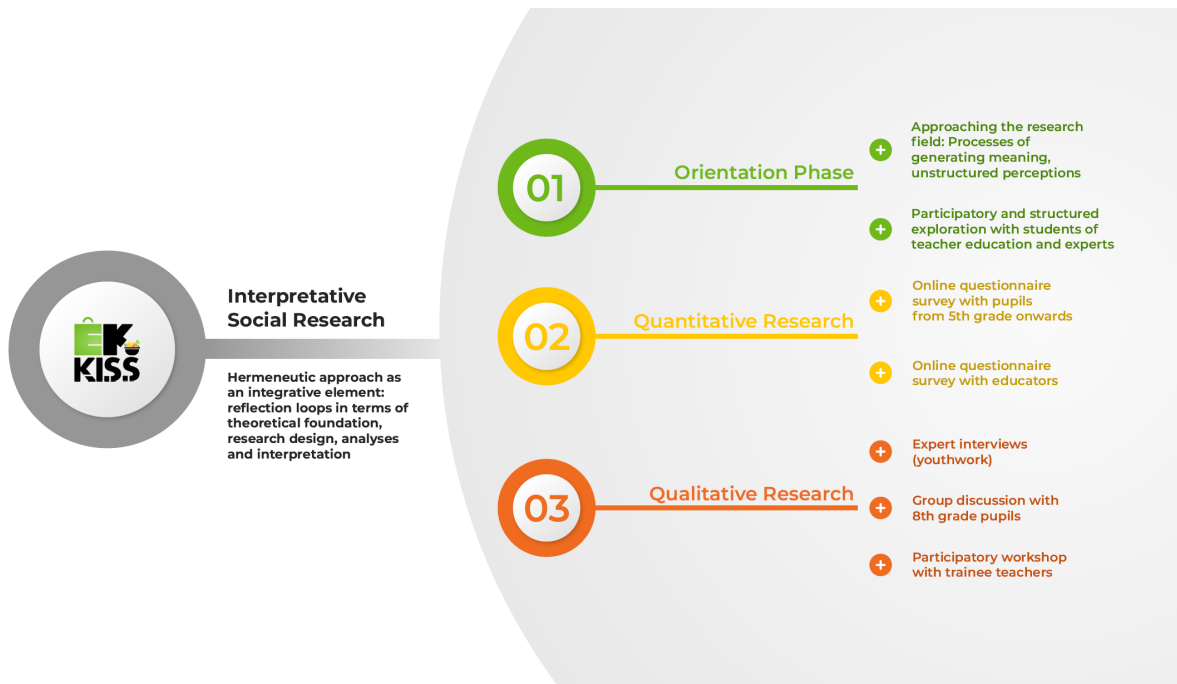 EK
KISS
Interpretative
Social Research
Hermeneutic approach as
an integrative element:
reflection loops in terms of
theoretical foundation,
research design, analyses
and interpretation
01
Orientation Phase
Approaching the research
field: Processes of
generating meaning,
unstructured perceptions
Participatory and structured
exploration with students of
teacher education and experts
02
Quantitative Research
Online questionnaire
survey with pupils
from 5th grade onwards
Online questionnaire
survey with educators
03
Qualitative Research
Expert interviews
(youthwork)
Group discussion with
8th grade pupils
Participatory workshop
with trainee teachers